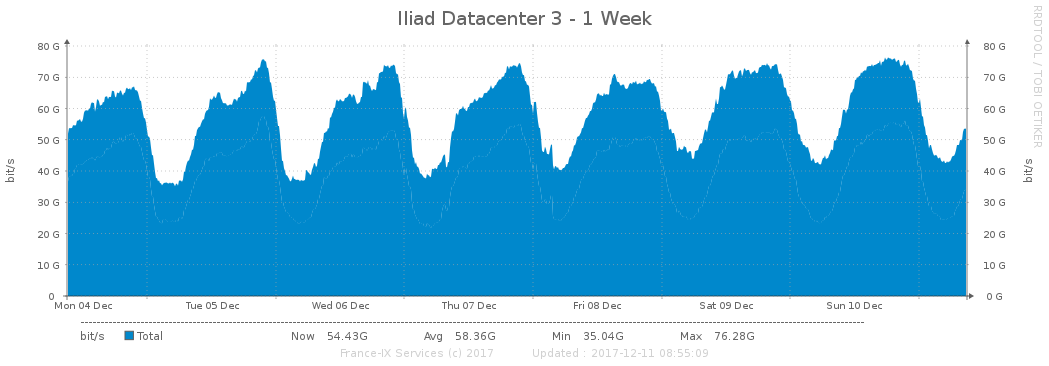 Iliad Datacenter 3 - 1 Week
RRDTOOL / TOBI OETIKER
80 G 80 G
70 G 70 G
60 G 60 G
50 G 50 G
40 G 40 G
30 G 30 G
20 G 20 G
10 G 10 G
0 0 G
bit/s bit/s
Mon 04 Dec Tue 05 Dec Wed 06 Dec Thu 07 Dec Fri 08 Dec Sat 09 Dec Sun 10 Dec
bit/s Total Now 54.43G Avg 58.36G Min 35.04G Max 76.28G
France-IX Services (c) 2017 Updated : 2017-12-11 08:55:09